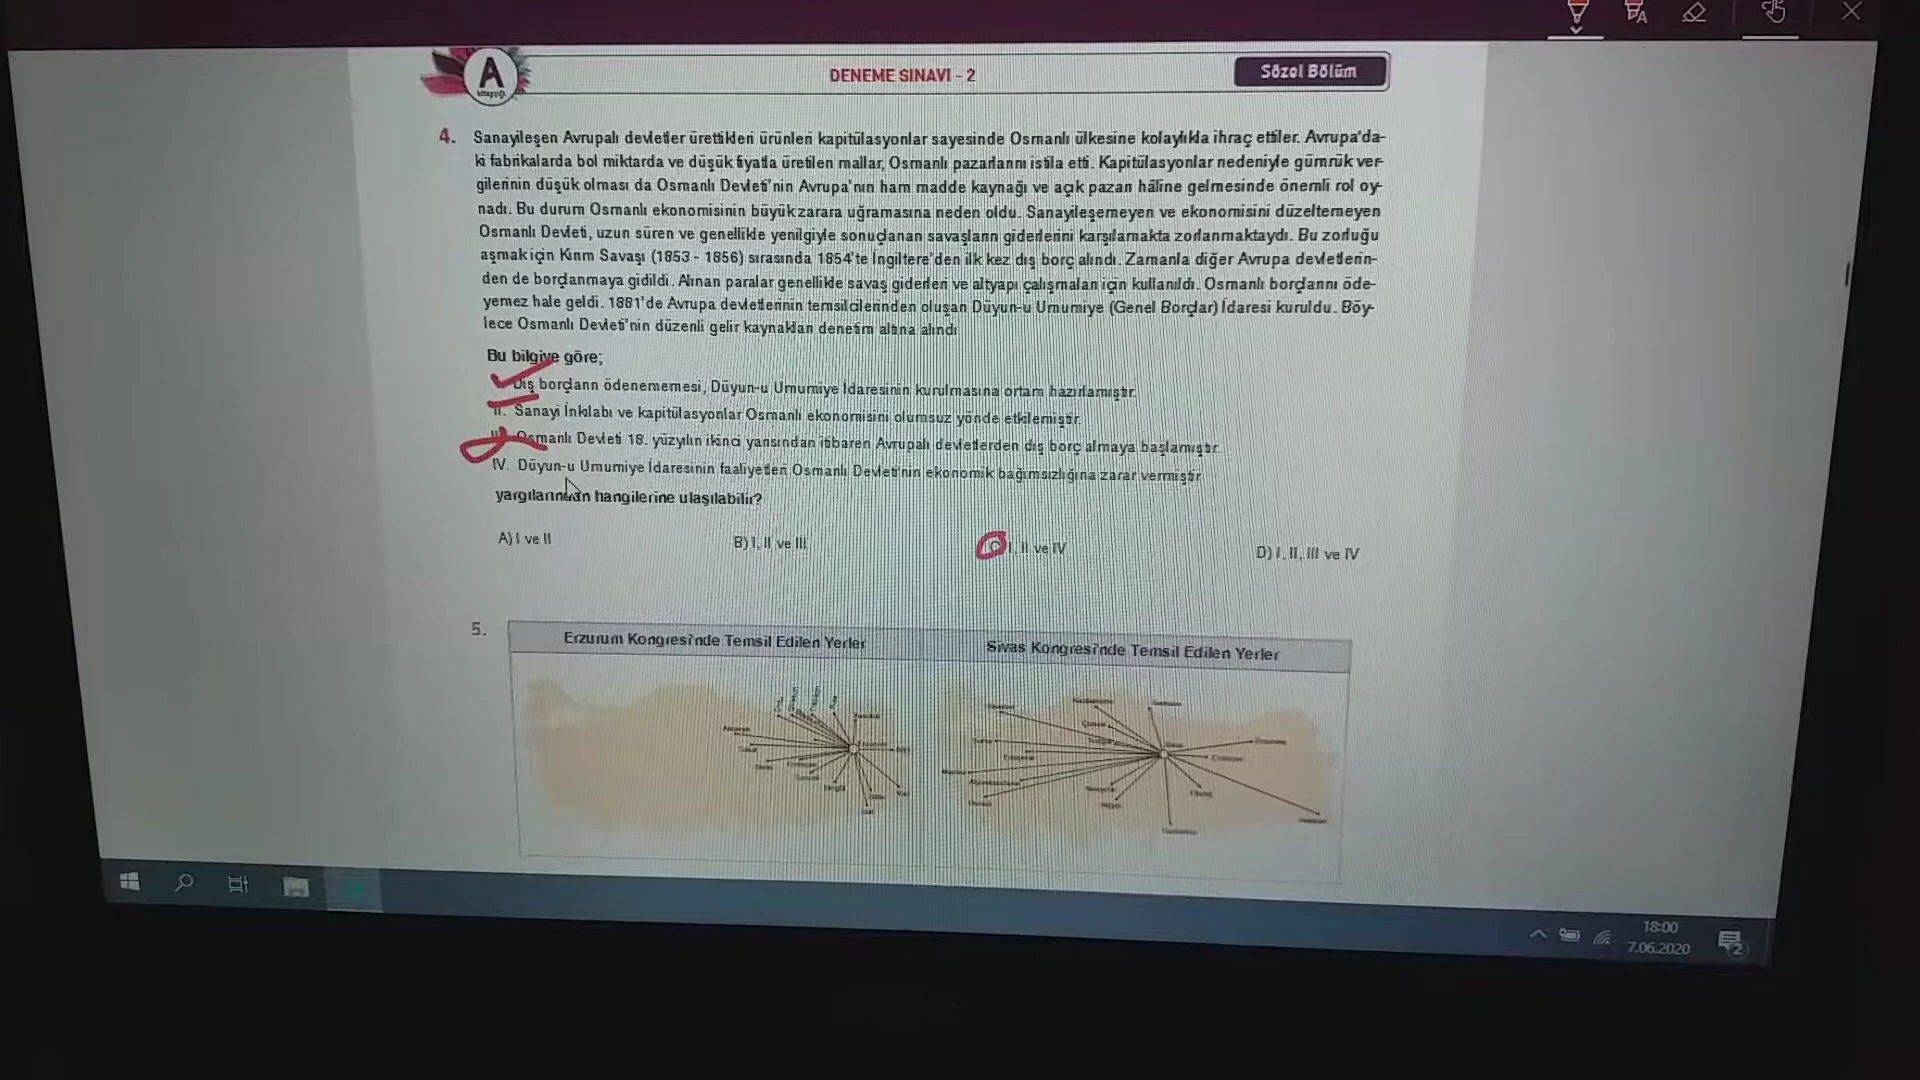 A
DENEME SINAVI - 2
Sözel Bölüm
4. Sanayileşen Avrupalı devletler ürettikleri ürünleri kapitülasyonlar sayesinde Osmanlı ülkesine kolaylıkla ihraç ettiler. Avrupa'da-
ki fabrikalarda bol miktarda ve düşük fiyatla üretilen mallar, Osmanlı pazarlarını istila etti. Kapitülasyonlar nedeniyle gümrük ver-
gilerinin düşük olması da Osmanlı Devleti'nin Avrupa'nın ham madde kaynağı ve açık pazarı hâline gelmesinde önemli rol oy-
nadı. Bu durum Osmanlı ekonomisinin büyük zarara uğramasına neden oldu. Sanayileşemeyen ve ekonomisini düzeltemeyen
Osmanlı Devleti, uzun süren ve genellikle yenilgiyle sonuçlanan savaşların giderlerini karşılamakta zorlanmaktaydı. Bu zorluğu
aşmak için Kırım Savaşı (1853 - 1856) sırasında 1854'te İngiltere'den ilk kez dış borç alındı. Zamanla diğer Avrupa devletlerin-
den de borçlanmaya gidildi. Alınan paralar genellikle savaş giderleri ve altyapı çalışmaları için kullanıldı. Osmanlı borçlarını öde-
yemez hale geldi. 1881'de Avrupa devletlerinin temsilcilerinden oluşan Düyun-u Umumiye (Genel Borçlar) İdaresi kuruldu. Böy-
lece Osmanlı Devleti'nin düzenli gelir kaynakları denetim altına alındı.
Bu bilgiye göre;
Dış borçların ödenememesi, Düyun-u Umumiye İdaresinin kurulmasına ortam hazırlamıştır.
II. Sanayi İnkılabı ve kapitülasyonlar Osmanlı ekonomisini olumsuz yönde etkilemiştir.
III. Osmanlı Devleti 18. yüzyılın ikinci yarısından itibaren Avrupalı devletlerden dış borç almaya başlamıştır.
IV. Düyun-u Umumiye İdaresinin faaliyetleri Osmanlı Devleti'nin ekonomik bağımsızlığına zarar vermiştir.
yargılarından hangilerine ulaşılabilir?
A) I ve II
B) I, II ve III
C) I, II ve IV
D) I, II, III ve IV
5.
Erzurum Kongresi'nde Temsil Edilen Yerler
Sivas Kongresi'nde Temsil Edilen Yerler
18:00
7.06.2020
2